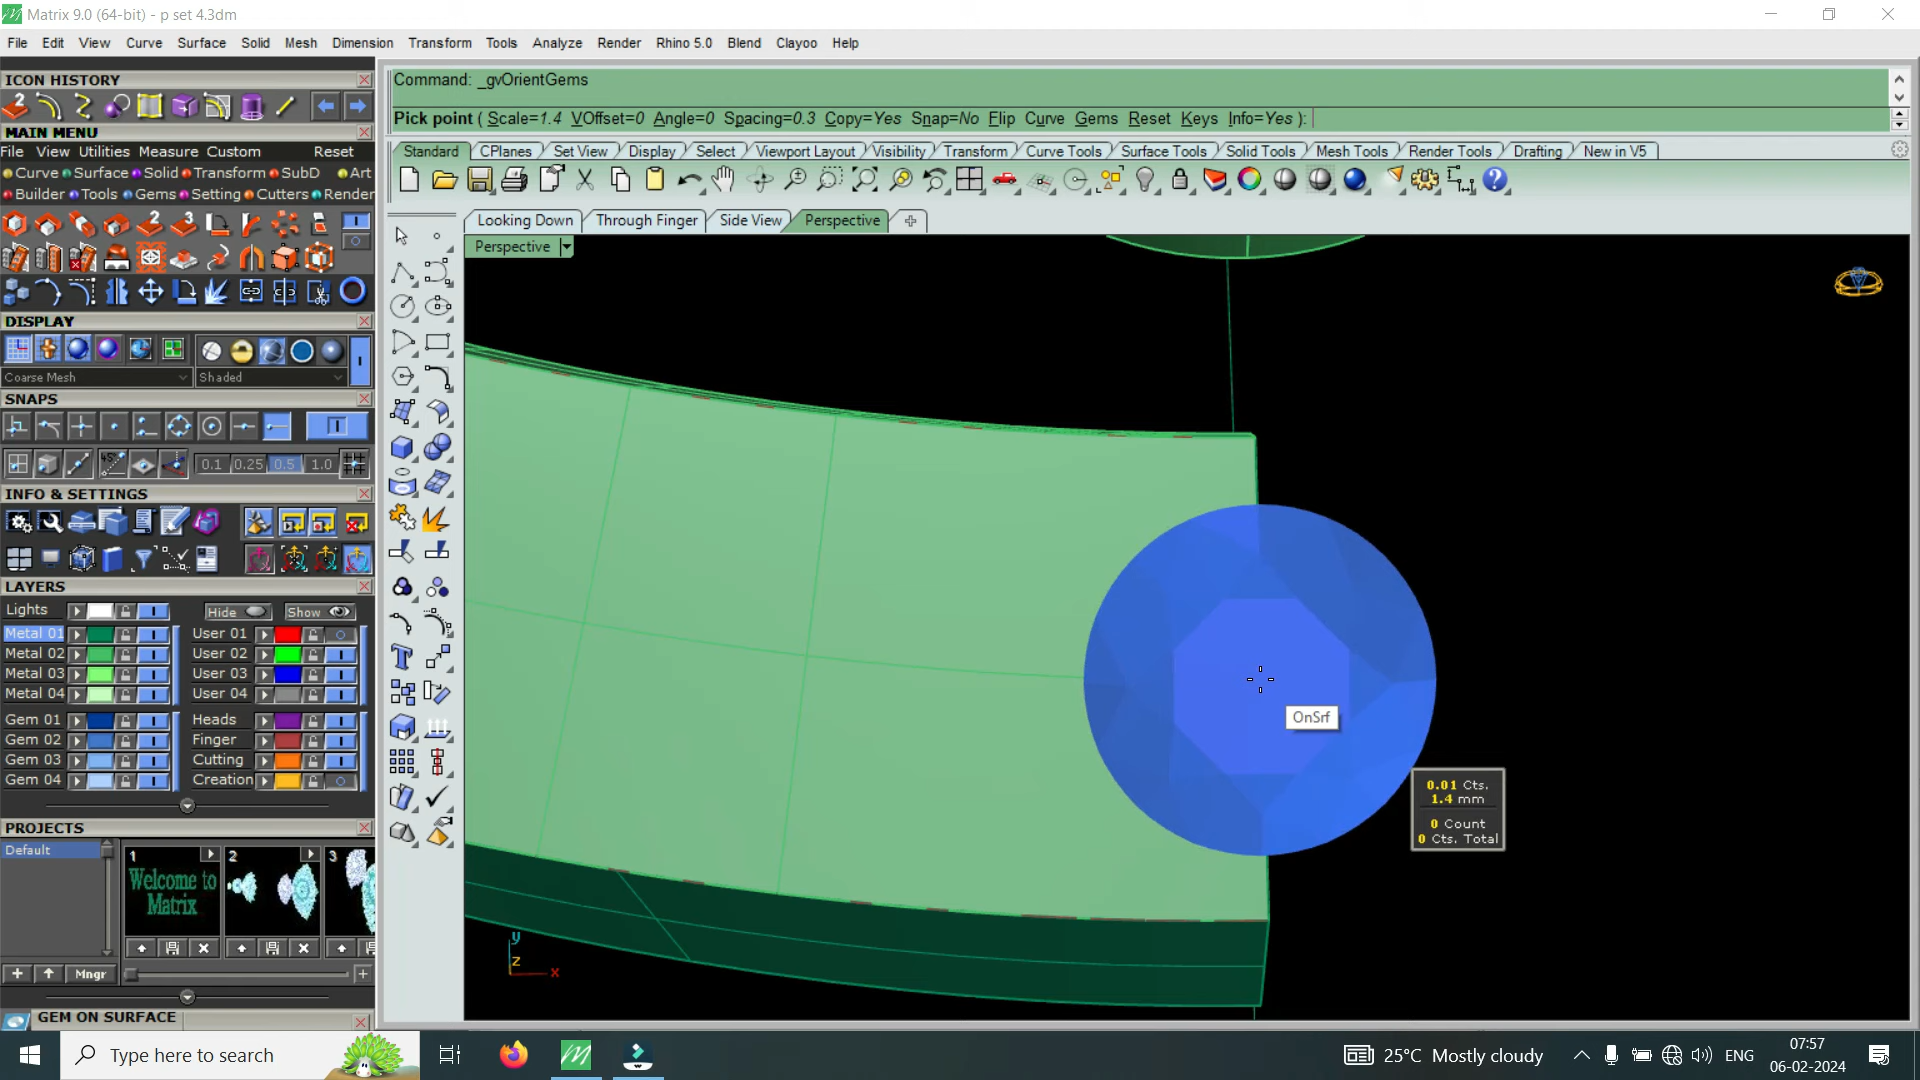 Matrix 9.0 (64-bit) - p set 4.3dm
File Edit View Curve Surface Solid Mesh Dimension Transform Tools Analyze Render Rhino 5.0 Blend Clayoo Help
ICON HISTORY
MAIN MENU
File View Utilities Measure Custom Reset
Curve Surface Solid Transform SubD Art
Builder Tools Gems Setting Cutters Render
DISPLAY
Coarse Mesh Shaded
SNAPS
0.1 0.25 0.5 1.0
INFO & SETTINGS
LAYERS
Lights Hide Show
Metal 01 User 01
Metal 02 User 02
Metal 03 User 03
Metal 04 User 04
Gem 01 Heads
Gem 02 Finger
Gem 03 Cutting
Gem 04 Creation
PROJECTS
Default
1 2 3
Welcome to
Matrix
Mngr
GEM ON SURFACE
Command: _gvOrientGems
Pick point ( Scale=1.4 VOffset=0 Angle=0 Spacing=0.3 Copy=Yes Snap=No Flip Curve Gems Reset Keys Info=Yes ):
Standard CPlanes Set View Display Select Viewport Layout Visibility Transform Curve Tools Surface Tools Solid Tools Mesh Tools Render Tools Drafting New in V5
Looking Down Through Finger Side View Perspective
Perspective
OnSrf
0.01 Cts.
1.4 mm
0 Count
0 Cts. Total
y
z x
Type here to search
25°C Mostly cloudy
ENG
07:57
06-02-2024